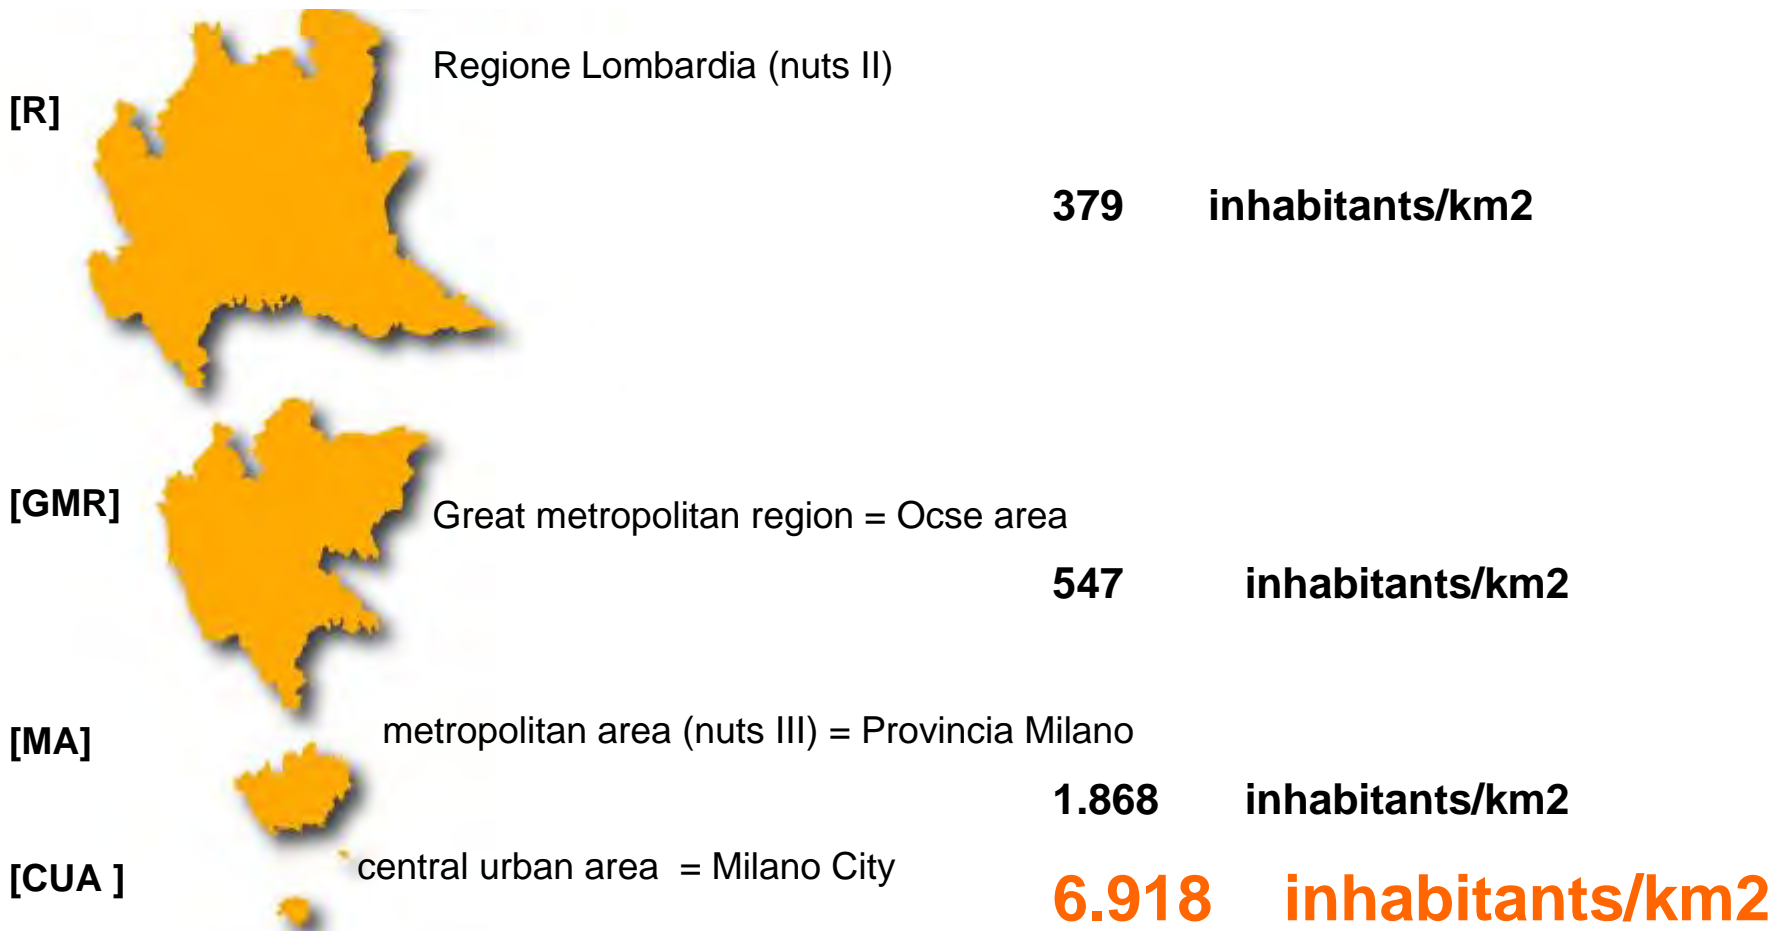 Regione Lombardia (nuts II)
[R]
379 inhabitants/km2
[GMR]
Great metropolitan region = Ocse area
547 inhabitants/km2
metropolitan area (nuts III) = Provincia Milano
[MA]
1.868 inhabitants/km2
central urban area = Milano City
[CUA ]
6.918 inhabitants/km2